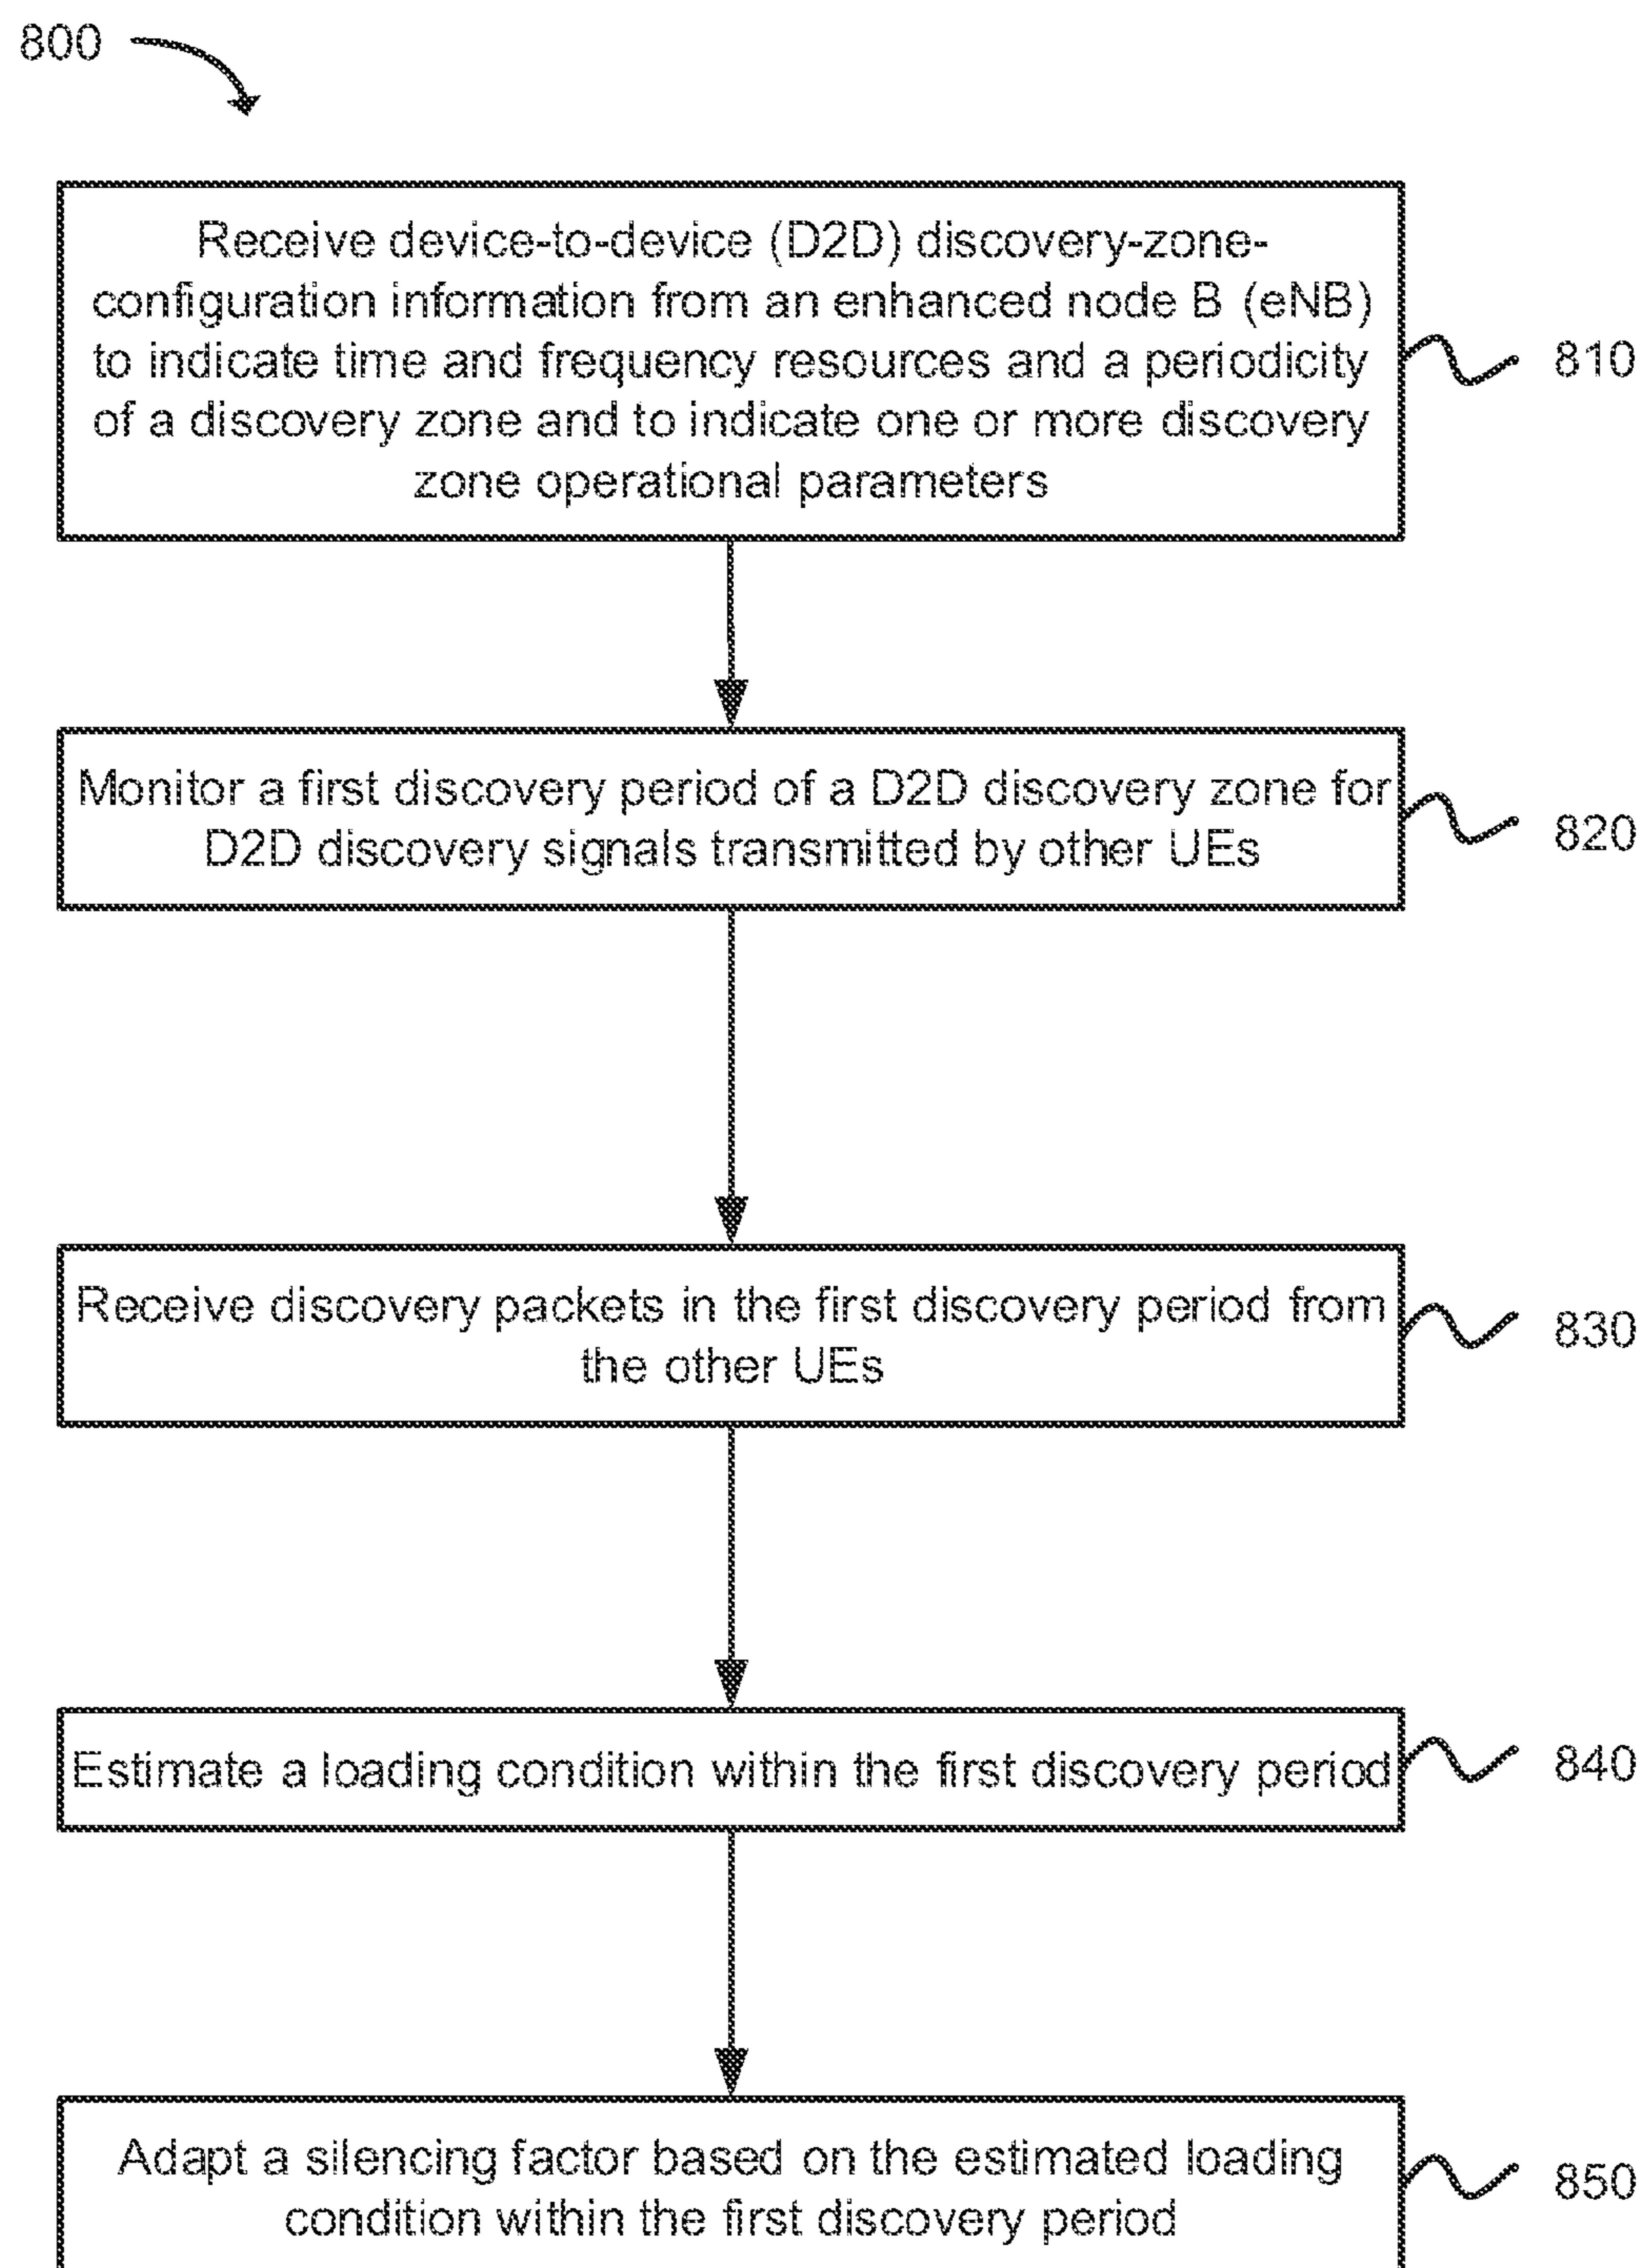 800
Receive device-to-device (D2D) discovery-zone-
configuration information from an enhanced node B (eNB)
to indicate time and frequency resources and a periodicity
of a discovery zone and to indicate one or more discovery
zone operational parameters
810
Monitor a first discovery period of a D2D discovery zone for
D2D discovery signals transmitted by other UEs
820
Receive discovery packets in the first discovery period from
the other UEs
830
Estimate a loading condition within the first discovery period
840
Adapt a silencing factor based on the estimated loading
condition within the first discovery period
850